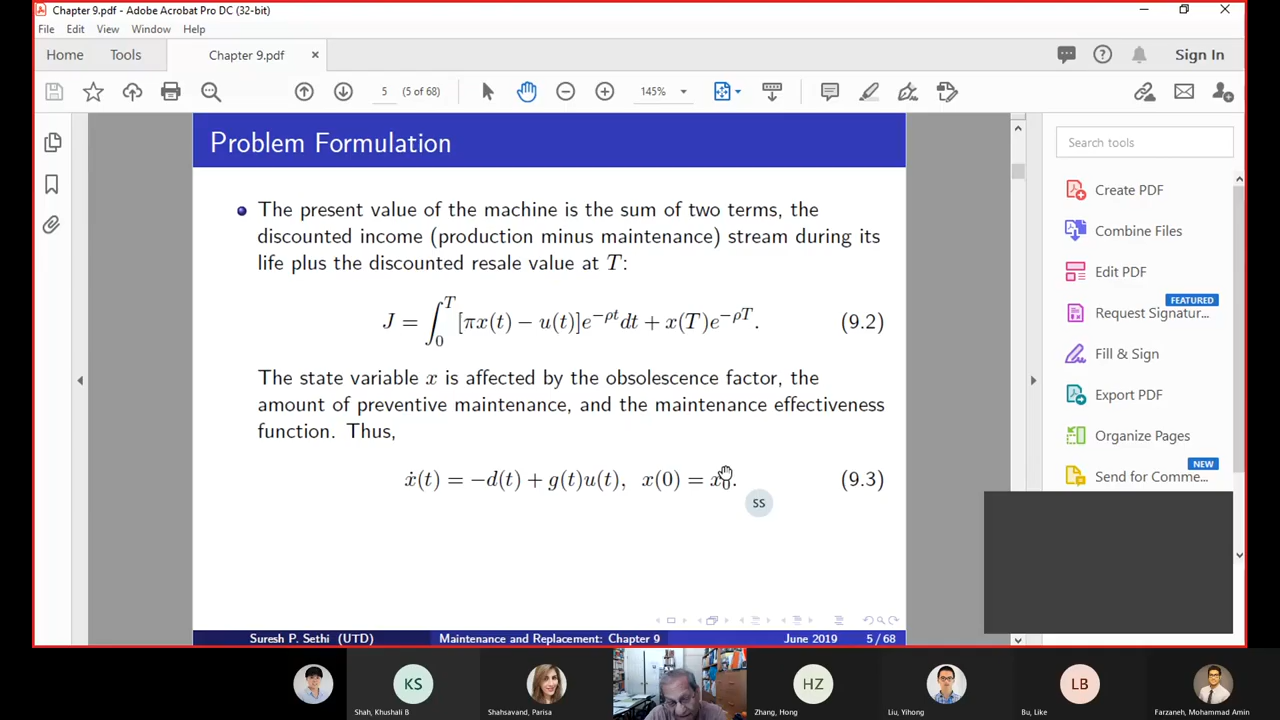 Chapter 9.pdf - Adobe Acrobat Pro DC (32-bit)
File Edit View Window Help
Home Tools Chapter 9.pdf × Sign In
5 (5 of 68) 145%
Search tools
Create PDF
Combine Files
Edit PDF
FEATURED
Request Signatur...
Fill & Sign
Export PDF
Organize Pages
NEW
Send for Comme...
Problem Formulation
The present value of the machine is the sum of two terms, the
discounted income (production minus maintenance) stream during its
life plus the discounted resale value at T:
J = ∫₀ᵀ [πx(t) − u(t)]e^{−ρt}dt + x(T)e^{−ρT}. (9.2)
The state variable x is affected by the obsolescence factor, the
amount of preventive maintenance, and the maintenance effectiveness
function. Thus,
ẋ(t) = −d(t) + g(t)u(t), x(0) = x₀. (9.3)
SS
Suresh P. Sethi (UTD) Maintenance and Replacement: Chapter 9 June 2019 5 / 68
KS HZ LB
Shah, Khushali B Shahsavand, Parisa Zhang, Hong Liu, Yihong Bu, Like Farzaneh, Mohammad Amin